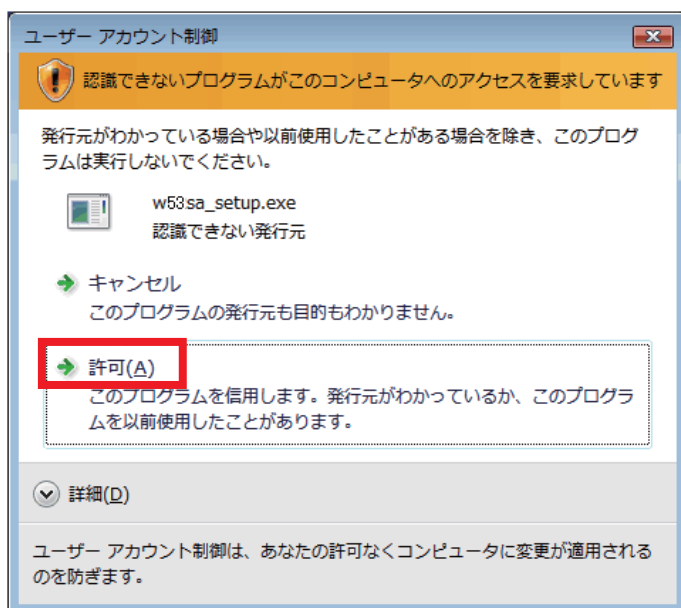 ユーザー アカウント制御
認識できないプログラムがこのコンピュータへのアクセスを要求しています
発行元がわかっている場合や以前使用したことがある場合を除き、このプログ
ラムは実行しないでください。
w53sa_setup.exe
認識できない発行元
キャンセル
このプログラムの発行元も目的もわかりません。
許可(A)
このプログラムを信用します。発行元がわかっているか、このプログラ
ムを以前使用したことがあります。
詳細(D)
ユーザー アカウント制御は、あなたの許可なくコンピュータに変更が適用される
のを防ぎます。